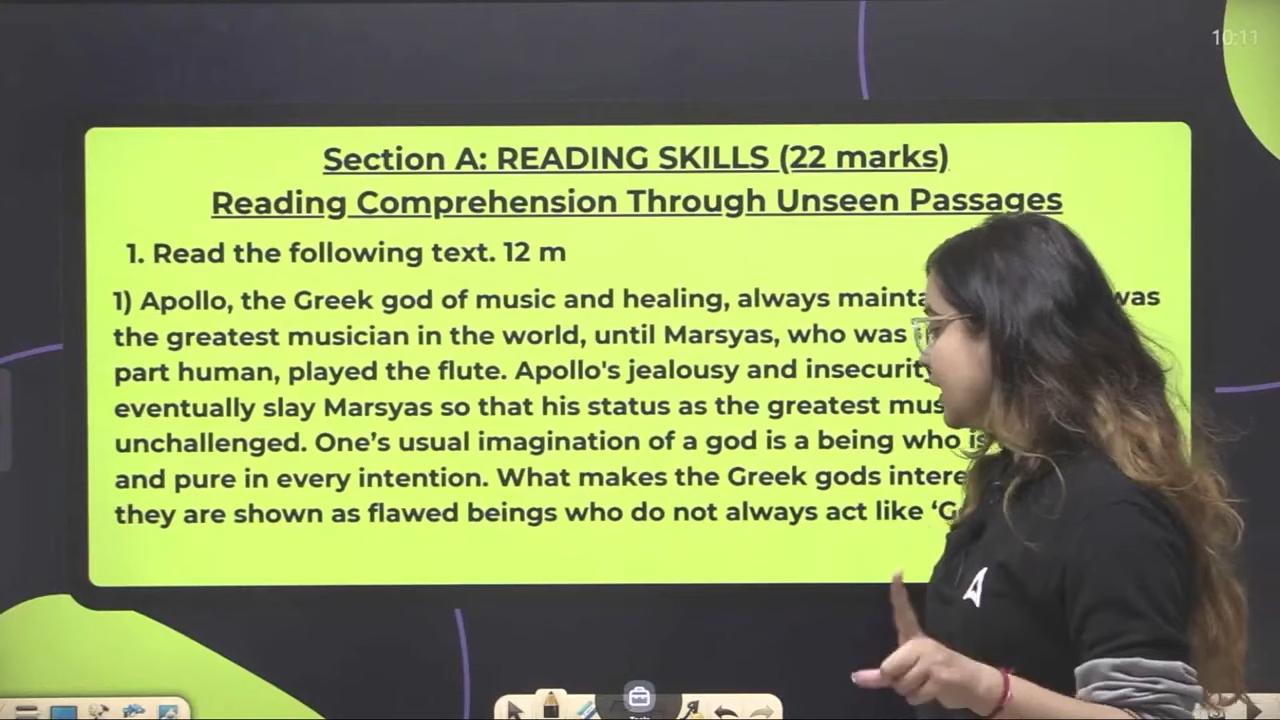 10:11
Section A: READING SKILLS (22 marks)
Reading Comprehension Through Unseen Passages
1. Read the following text. 12 m
1) Apollo, the Greek god of music and healing, always was
the greatest musician in the world, until Marsyas, who was
part human, played the flute. Apollo's jealousy and
eventually slay Marsyas so that his status as the greatest
unchallenged. One's usual imagination of a god is a being who is
and pure in every intention. What makes the Greek gods
they are shown as flawed beings who do not always act like